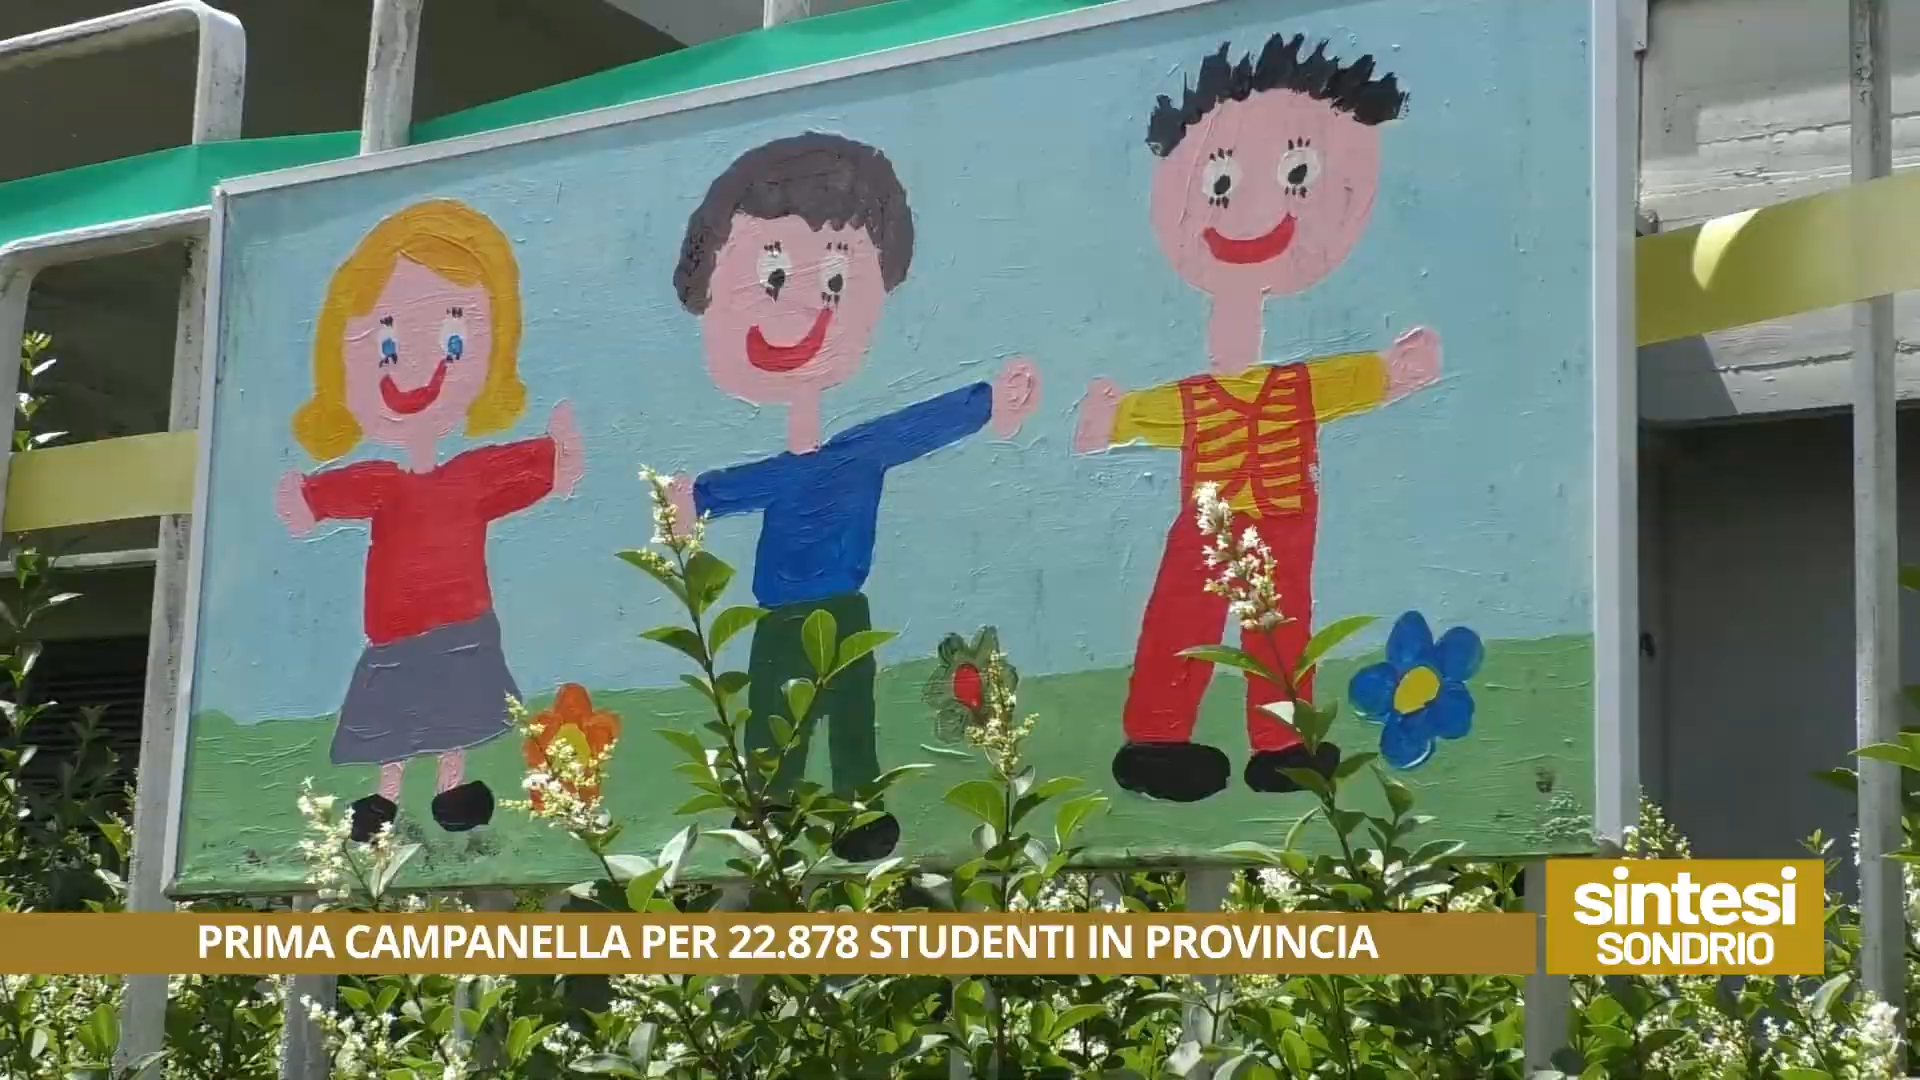 PRIMA CAMPANELLA PER 22.878 STUDENTI IN PROVINCIA
sintesi
SONDRIO